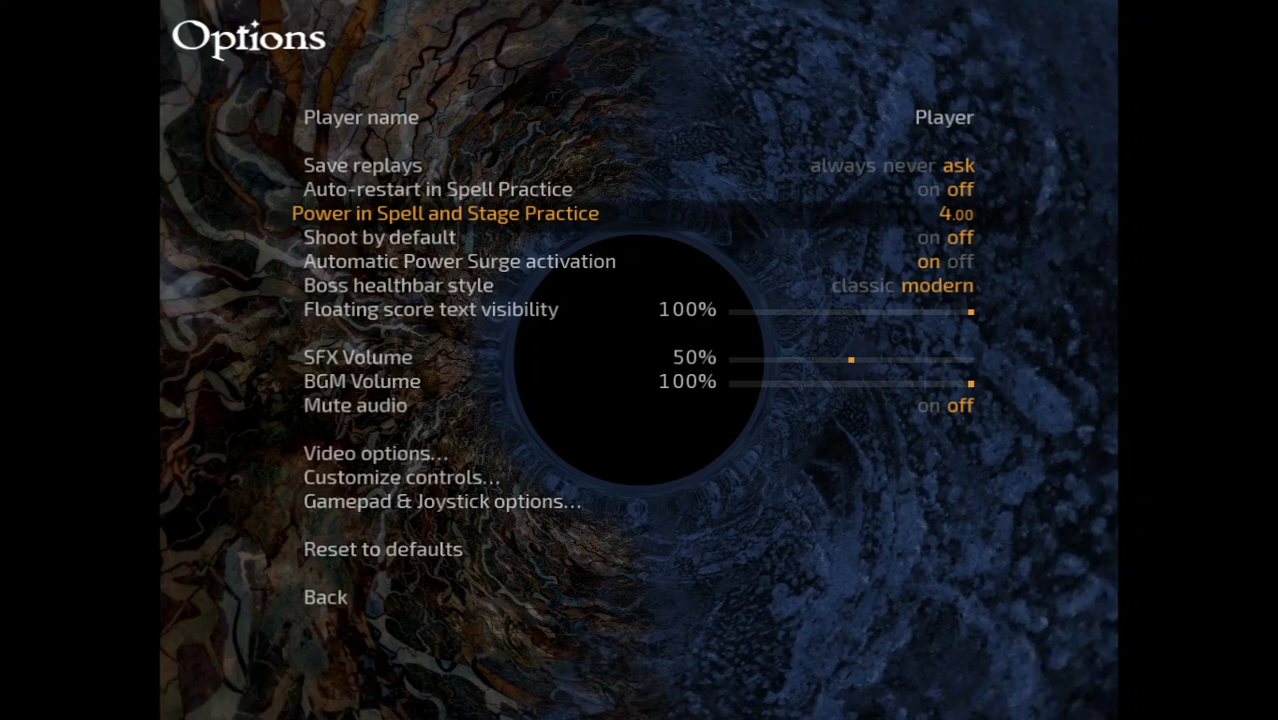 Options
Player name Player
Save replays always never ask
Auto-restart in Spell Practice on off
Power in Spell and Stage Practice 4.00
Shoot by default on off
Automatic Power Surge activation on off
Boss healthbar style classic modern
Floating score text visibility 100%
SFX Volume 50%
BGM Volume 100%
Mute audio on off
Video options…
Customize controls…
Gamepad & Joystick options…
Reset to defaults
Back